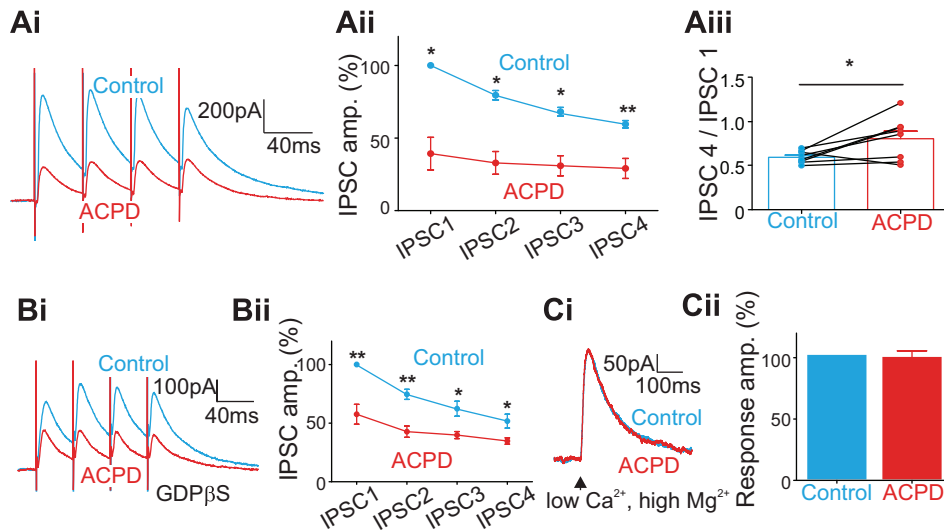 Ai
Control
200pA
40ms
ACPD
Aii
IPSC amp. (%)
100
50
0
*
*
*
**
Control
ACPD
IPSC1
IPSC2
IPSC3
IPSC4
Aiii
IPSC 4 / IPSC 1
1.5
1.0
0.5
0
*
Control
ACPD
Bi
Control
100pA
40ms
ACPD
GDPβS
Bii
IPSC amp. (%)
100
50
0
**
**
*
*
Control
ACPD
IPSC1
IPSC2
IPSC3
IPSC4
Ci
50pA
100ms
Control
ACPD
low Ca²⁺, high Mg²⁺
Cii
Response amp. (%)
100
50
0
Control
ACPD